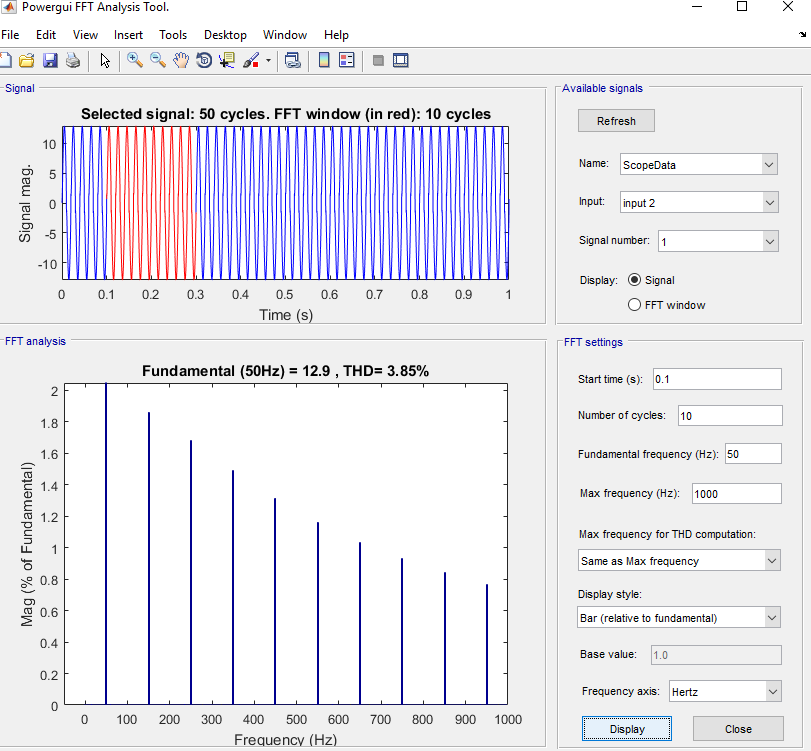 Powergui FFT Analysis Tool.
File Edit View Insert Tools Desktop Window Help
Signal
Selected signal: 50 cycles. FFT window (in red): 10 cycles
Signal mag.
10
5
0
-5
-10
0 0.1 0.2 0.3 0.4 0.5 0.6 0.7 0.8 0.9 1
Time (s)
Available signals
Refresh
Name: ScopeData
Input: input 2
Signal number: 1
Display: Signal
FFT window
FFT analysis
Fundamental (50Hz) = 12.9 , THD= 3.85%
Mag (% of Fundamental)
2
1.8
1.6
1.4
1.2
1
0.8
0.6
0.4
0.2
0
0 100 200 300 400 500 600 700 800 900 1000
Frequency (Hz)
FFT settings
Start time (s): 0.1
Number of cycles: 10
Fundamental frequency (Hz): 50
Max frequency (Hz): 1000
Max frequency for THD computation:
Same as Max frequency
Display style:
Bar (relative to fundamental)
Base value: 1.0
Frequency axis: Hertz
Display Close